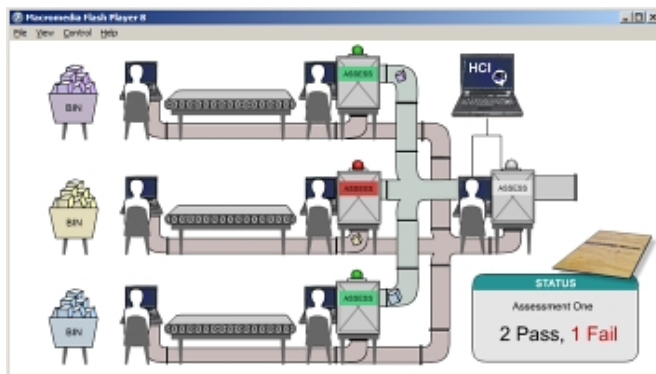 Macromedia Flash Player 8
File View Control Help
BIN
ASSESS
HCI
BIN
ASSESS
ASSESS
BIN
ASSESS
STATUS
Assessment One
2 Pass, 1 Fail